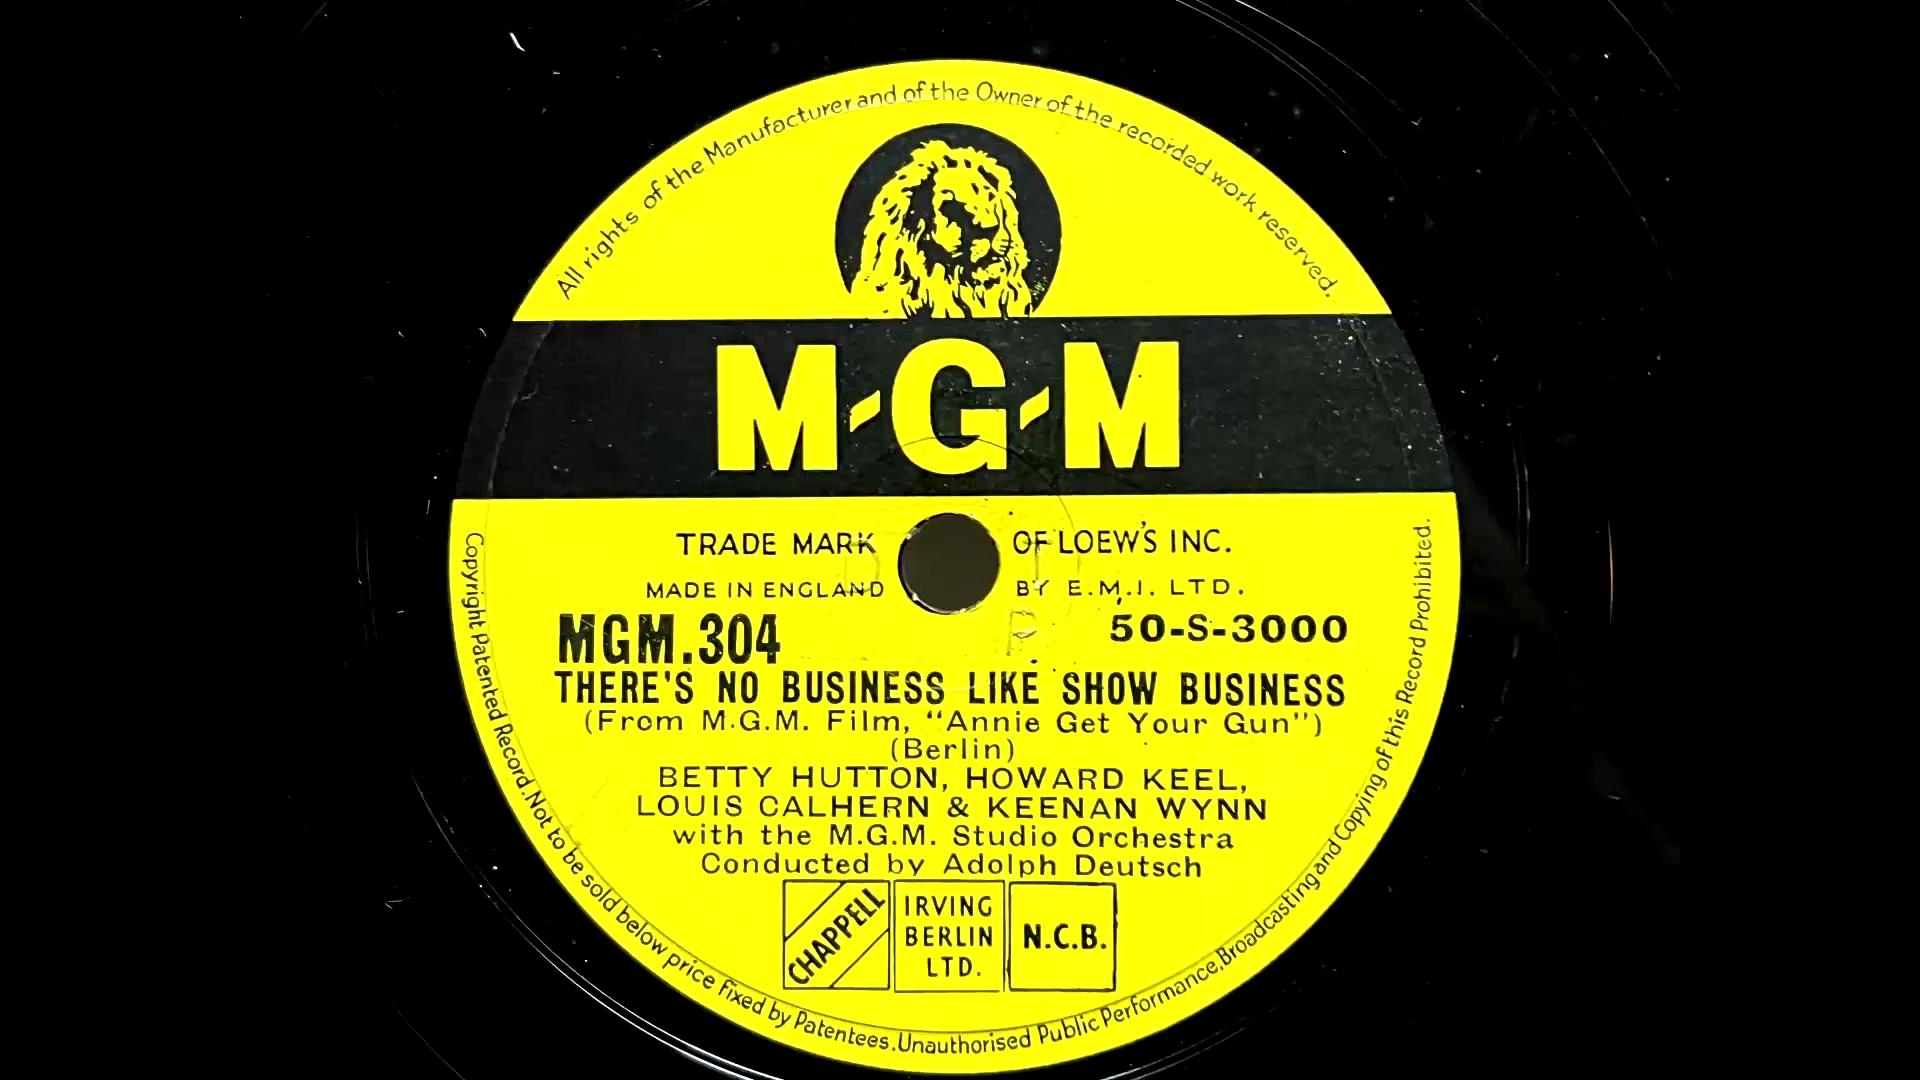 All rights of the Manufacturer and of the Owner of the recorded work reserved.
M-G-M
TRADE MARK OF LOEW'S INC.
MADE IN ENGLAND BY E.M.I. LTD.
MGM.304 50-S-3000
P
THERE'S NO BUSINESS LIKE SHOW BUSINESS
(From M.G.M. Film, "Annie Get Your Gun")
(Berlin)
BETTY HUTTON, HOWARD KEEL,
LOUIS CALHERN & KEENAN WYNN
with the M.G.M. Studio Orchestra
Conducted by Adolph Deutsch
CHAPPELL
IRVING
BERLIN
LTD.
N.C.B.
Copyright Patented Record. Not to be sold below price fixed by Patentees. Unauthorised Public Performance, Broadcasting and Copying of this Record Prohibited.